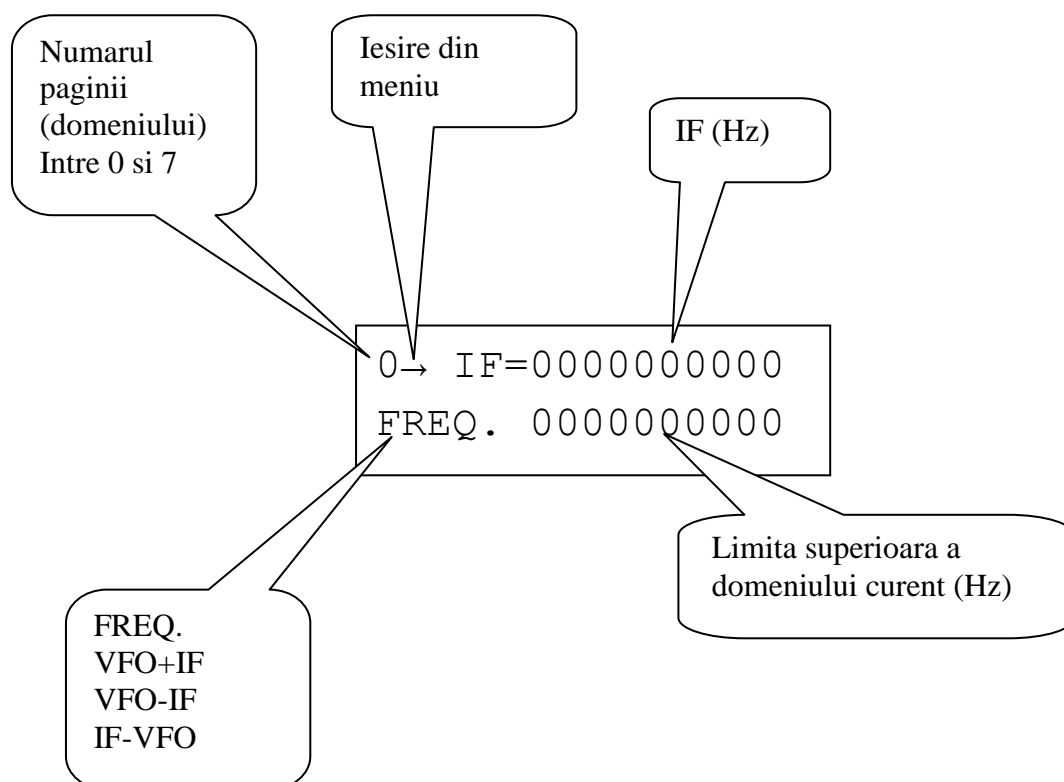 Numarul
paginii
(domeniului)
Intre 0 si 7
Iesire din
meniu
IF (Hz)
0→ IF=0000000000
FREQ. 0000000000
Limita superioara a
domeniului curent (Hz)
FREQ.
VFO+IF
VFO-IF
IF-VFO